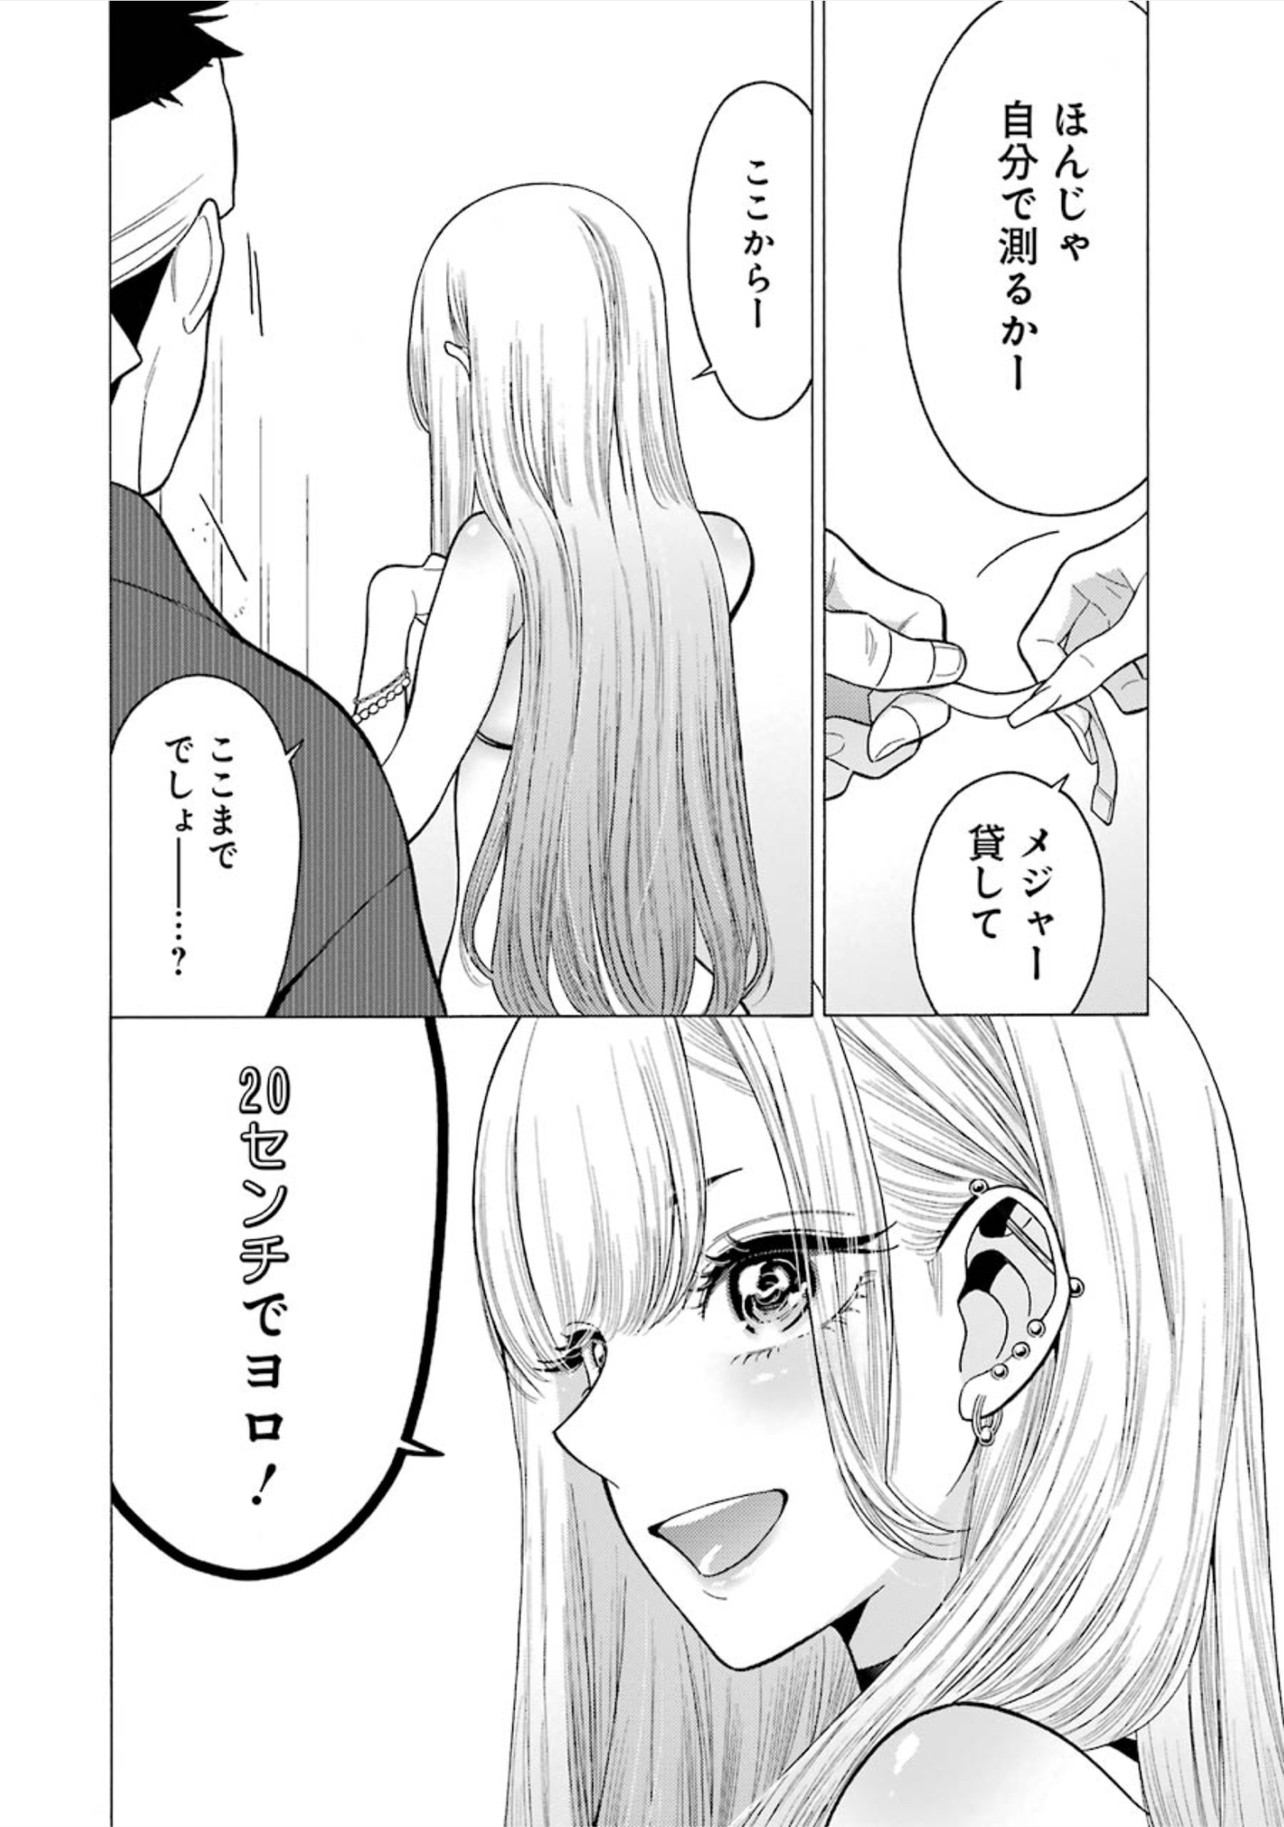 ほんじゃ
自分で測るかー
メジャー
貸して
ここからー
ここまで
でしょ――…?
20センチでヨロ!